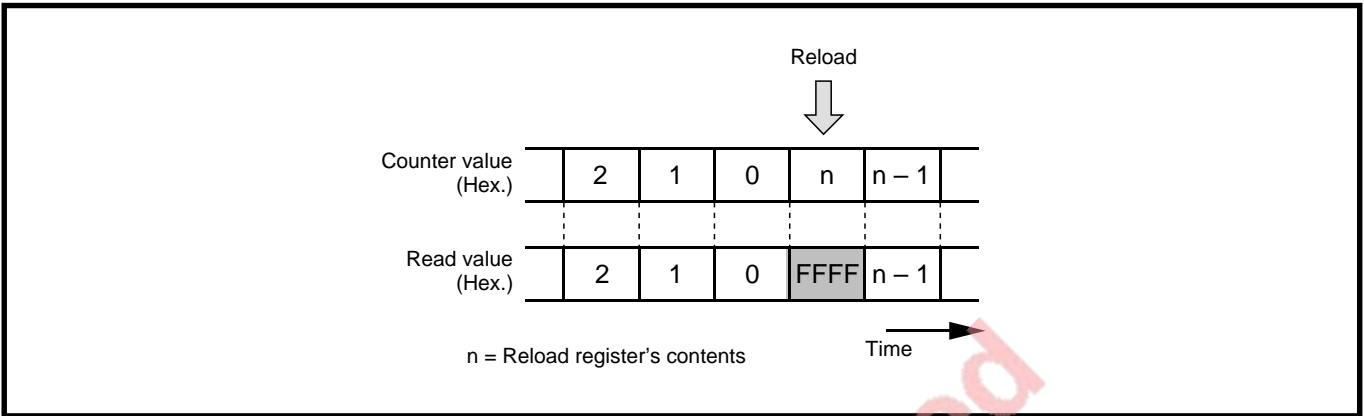 Reload
Counter value
(Hex.)
2 1 0 n n – 1
Read value
(Hex.)
2 1 0 FFFF n – 1
Time
n = Reload register's contents